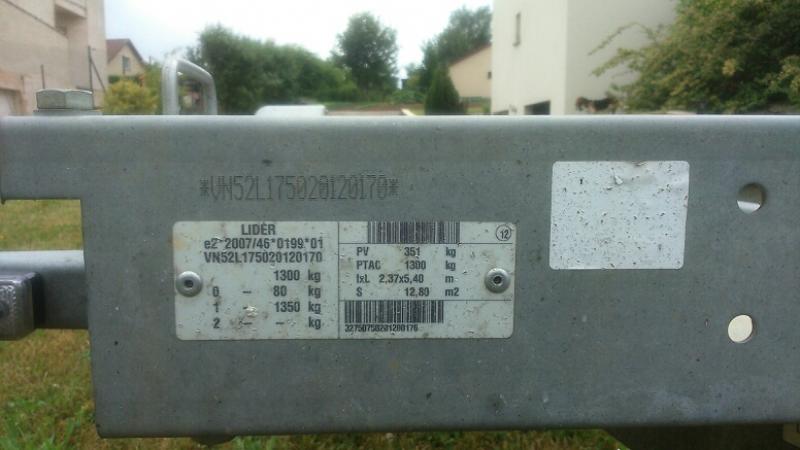 *VN52L175020120170*
LIDER
e2*2007/46*0199*01
VN52L175020120170
1300 kg
0 - 80 kg
1 - 1350 kg
2 - - kg
12
PV 351 kg
PTAC 1300 kg
lxL 2,37x5,40 m
S 12,80 m2